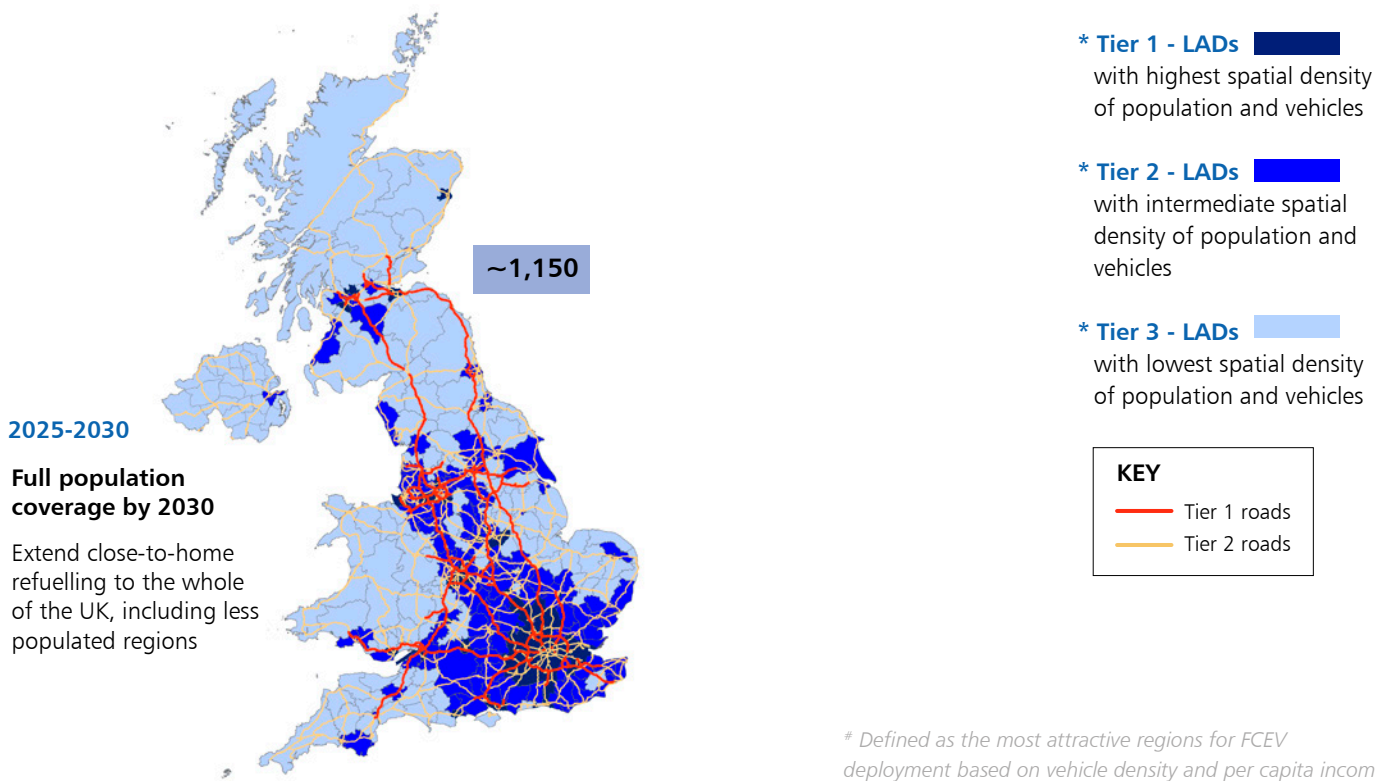 * Tier 1 - LADs
with highest spatial density
of population and vehicles
* Tier 2 - LADs
with intermediate spatial
density of population and
vehicles
* Tier 3 - LADs
with lowest spatial density
of population and vehicles
KEY
Tier 1 roads
Tier 2 roads
~1,150
2025-2030
Full population
coverage by 2030
Extend close-to-home
refuelling to the whole
of the UK, including less
populated regions
# Defined as the most attractive regions for FCEV
deployment based on vehicle density and per capita incom